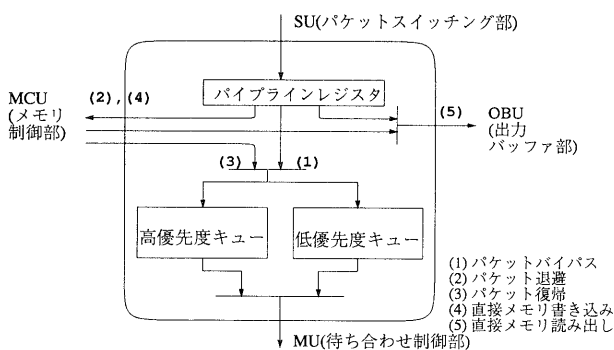 SU(パケットスイッチング部)
パイプラインレジスタ
MCU
(メモリ
制御部)
(2),(4)
(5)
OBU
(出力
バッファ部)
(3)
(1)
高優先度キュー
低優先度キュー
(1) パケットバイパス
(2) パケット退避
(3) パケット復帰
(4) 直接メモリ書き込み
(5) 直接メモリ読み出し
MU(待ち合わせ制御部)